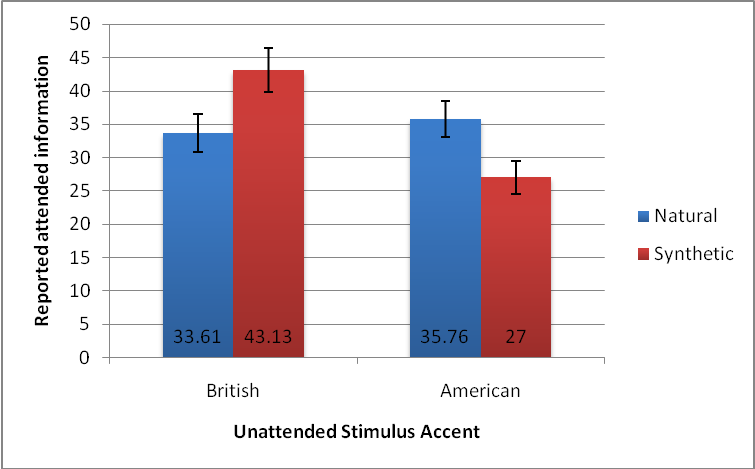 50
45
40
35
30
25
20
15
10
5
0
Reported attended information
33.61
43.13
35.76
27
British
American
Unattended Stimulus Accent
Natural
Synthetic